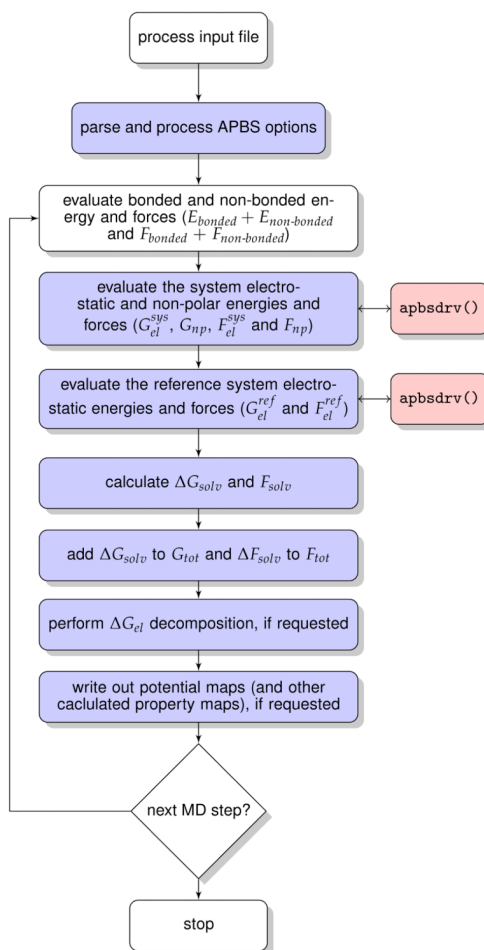 process input file
parse and process APBS options
evaluate bonded and non-bonded en-
ergy and forces (E_bonded + E_non-bonded
and F_bonded + F_non-bonded)
evaluate the system electro-
static and non-polar energies and
forces (G_el^sys, G_np, F_el^sys and F_np)
apbsdrv()
evaluate the reference system electro-
static energies and forces (G_el^ref and F_el^ref)
apbsdrv()
calculate ΔG_solv and F_solv
add ΔG_solv to G_tot and ΔF_solv to F_tot
perform ΔG_el decomposition, if requested
write out potential maps (and other
caclulated property maps), if requested
next MD step?
stop